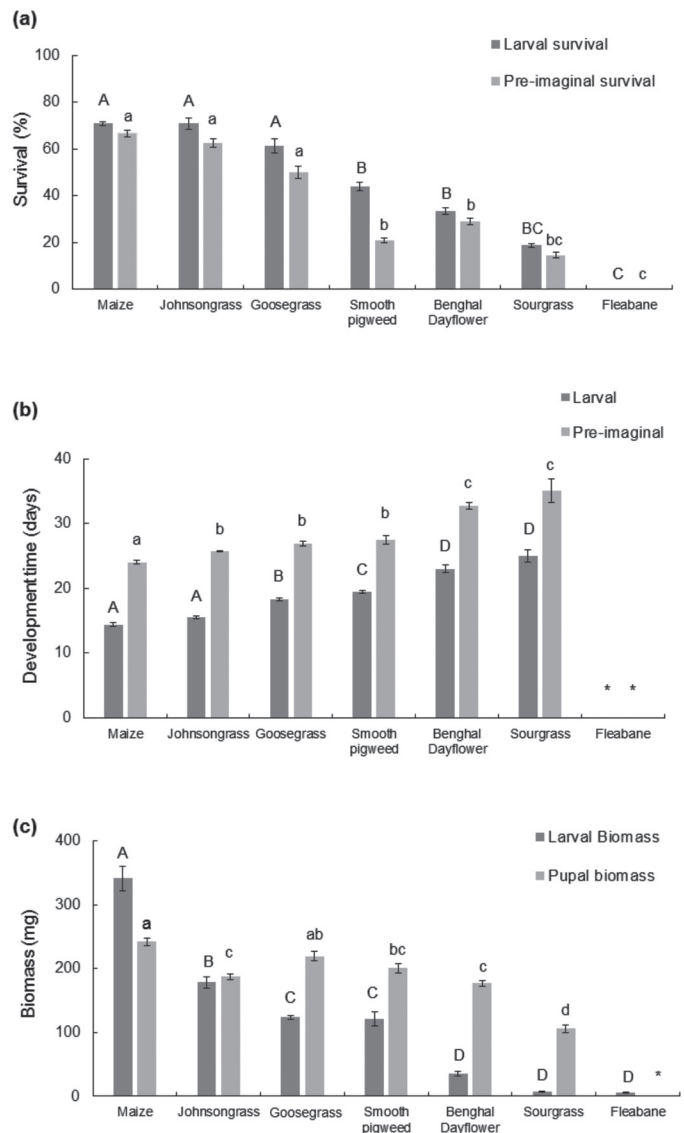 (a)
Larval survival
Pre-imaginal survival
Survival (%)
100
80
60
40
20
0
A a A a A a B b B b BC bc C c
Maize Johnsongrass Goosegrass Smooth pigweed Benghal Dayflower Sourgrass Fleabane
(b)
Larval
Pre-imaginal
Development time (days)
40
30
20
10
0
A a A b B b C b D c D c * *
Maize Johnsongrass Goosegrass Smooth pigweed Benghal Dayflower Sourgrass Fleabane
(c)
Larval Biomass
Pupal biomass
Biomass (mg)
400
300
200
100
0
A a B c C ab C bc D c D d D *
Maize Johnsongrass Goosegrass Smooth pigweed Benghal Dayflower Sourgrass Fleabane